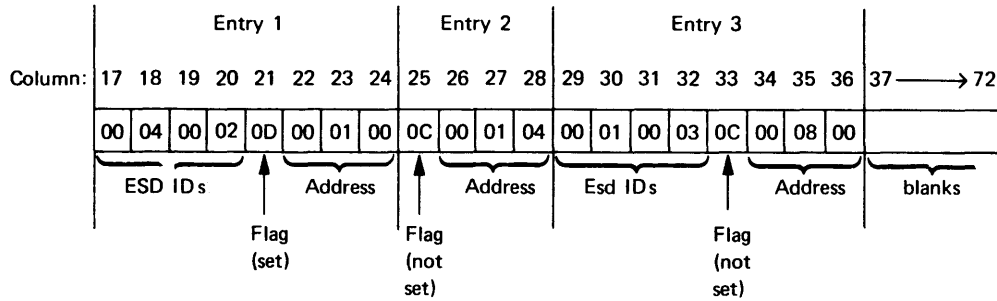 Entry 1 Entry 2 Entry 3
Column: 17 18 19 20 21 22 23 24 25 26 27 28 29 30 31 32 33 34 35 36 37 72
00 04 00 02 0D 00 01 00 0C 00 01 04 00 01 00 03 0C 00 08 00
ESD IDs Address Address Esd IDs Address blanks
Flag Flag Flag
(set) (not (not
set) set)